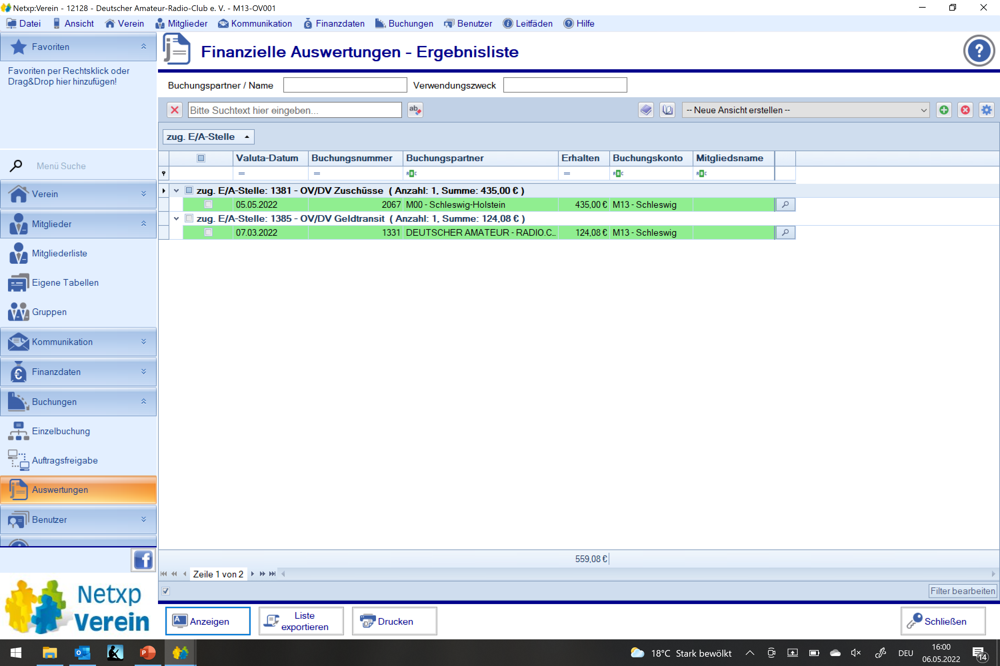 Netxp:Verein - 12128 - Deutscher Amateur-Radio-Club e. V. - M13-OV001
Datei Ansicht Verein Mitglieder Kommunikation Finanzdaten Buchungen Benutzer Leitfäden Hilfe
Favoriten
Favoriten per Rechtsklick oder
Drag&Drop hier hinzufügen!
Menü Suche
Verein
Mitglieder
Mitgliederliste
Eigene Tabellen
Gruppen
Kommunikation
Finanzdaten
Buchungen
Einzelbuchung
Auftragsfreigabe
Auswertungen
Benutzer
Netxp
Verein
Finanzielle Auswertungen - Ergebnisliste
Buchungspartner / Name Verwendungszweck
Bitte Suchtext hier eingeben... -- Neue Ansicht erstellen --
zug. E/A-Stelle
Valuta-Datum Buchungsnummer Buchungspartner Erhalten Buchungskonto Mitgliedsname
zug. E/A-Stelle: 1381 - OV/DV Zuschüsse ( Anzahl: 1, Summe: 435,00 € )
05.05.2022 2067 M00 - Schleswig-Holstein 435,00 € M13 - Schleswig
zug. E/A-Stelle: 1385 - OV/DV Geldtransit ( Anzahl: 1, Summe: 124,08 € )
07.03.2022 1331 DEUTSCHER AMATEUR - RADIO.C... 124,08 € M13 - Schleswig
559,08 €
Zeile 1 von 2
Filter bearbeiten
Anzeigen
Liste
exportieren
Drucken
Schließen
18°C Stark bewölkt DEU
16:00
06.05.2022
14